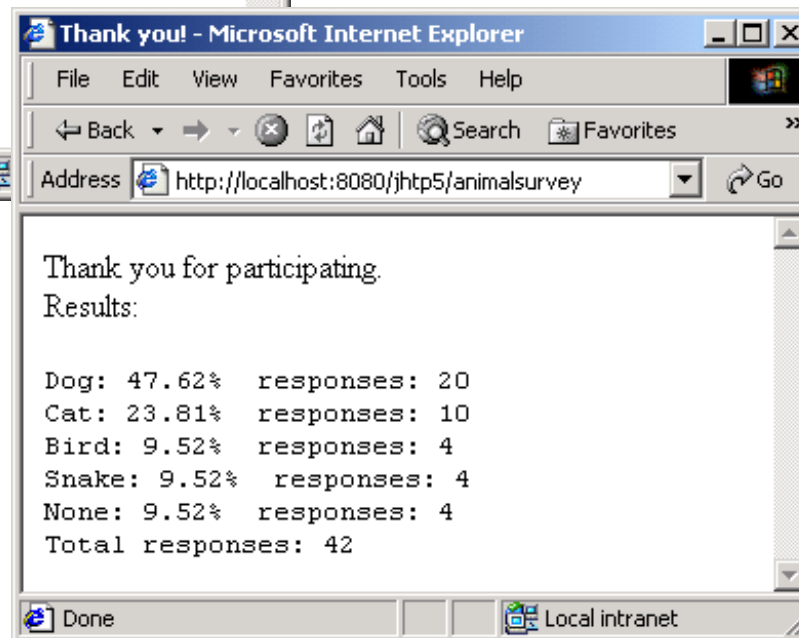 Thank you! - Microsoft Internet Explorer
File Edit View Favorites Tools Help
Back Search Favorites »
Address http://localhost:8080/jhtp5/animalsurvey Go
Thank you for participating.
Results:
Dog: 47.62%  responses: 20
Cat: 23.81%  responses: 10
Bird: 9.52%  responses: 4
Snake: 9.52%  responses: 4
None: 9.52%  responses: 4
Total responses: 42
Done Local intranet